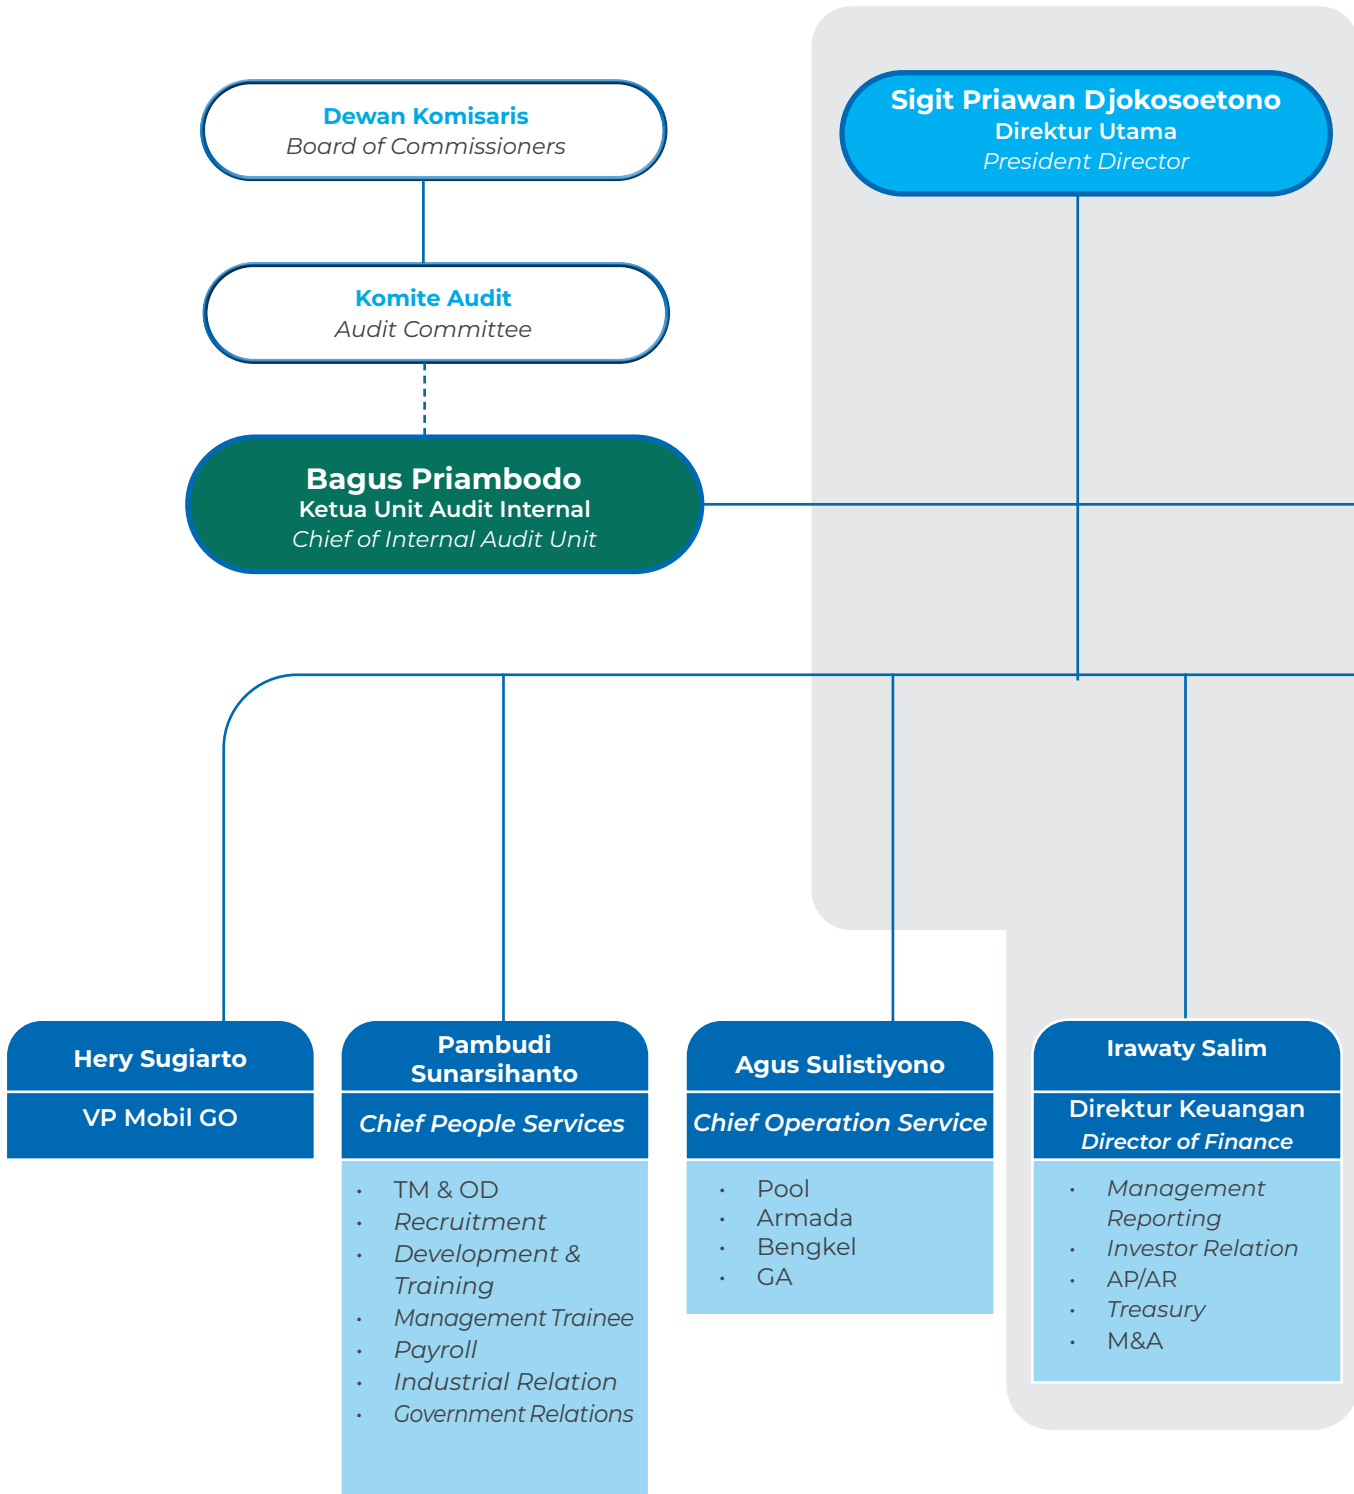 Dewan Komisaris
Board of Commissioners
Sigit Priawan Djokosoetono
Direktur Utama
President Director
Komite Audit
Audit Committee
Bagus Priambodo
Ketua Unit Audit Internal
Chief of Internal Audit Unit
Hery Sugiarto
VP Mobil GO
Pambudi
Sunarsihanto
Chief People Services
• TM & OD
• Recruitment
• Development &
Training
• Management Trainee
• Payroll
• Industrial Relation
• Government Relations
Agus Sulistiyono
Chief Operation Service
• Pool
• Armada
• Bengkel
• GA
Irawaty Salim
Direktur Keuangan
Director of Finance
• Management
Reporting
• Investor Relation
• AP/AR
• Treasury
• M&A